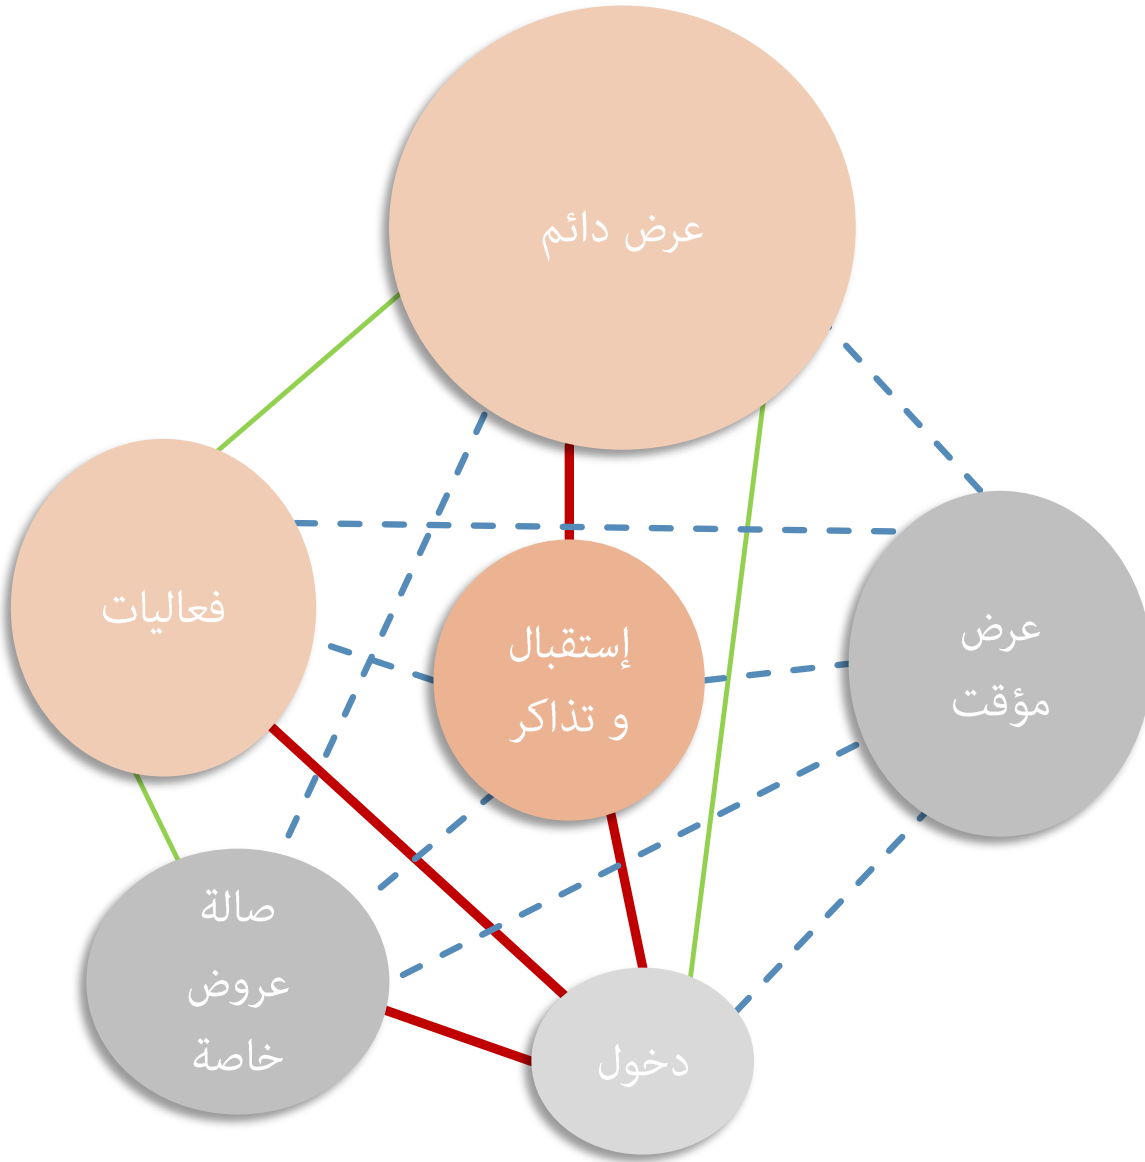 عرض دائم
فعاليات
إستقبال
و تذاكر
عرض
مؤقت
صالة
عروض
خاصة
دخول